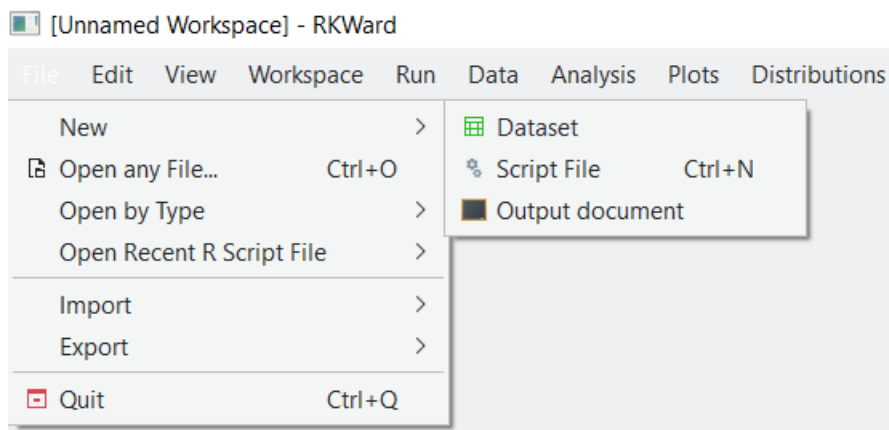 [Unnamed Workspace] - RKWard
File Edit View Workspace Run Data Analysis Plots Distributions
New >
Open any File... Ctrl+O
Open by Type >
Open Recent R Script File >
Import >
Export >
Quit Ctrl+Q
Dataset
Script File Ctrl+N
Output document